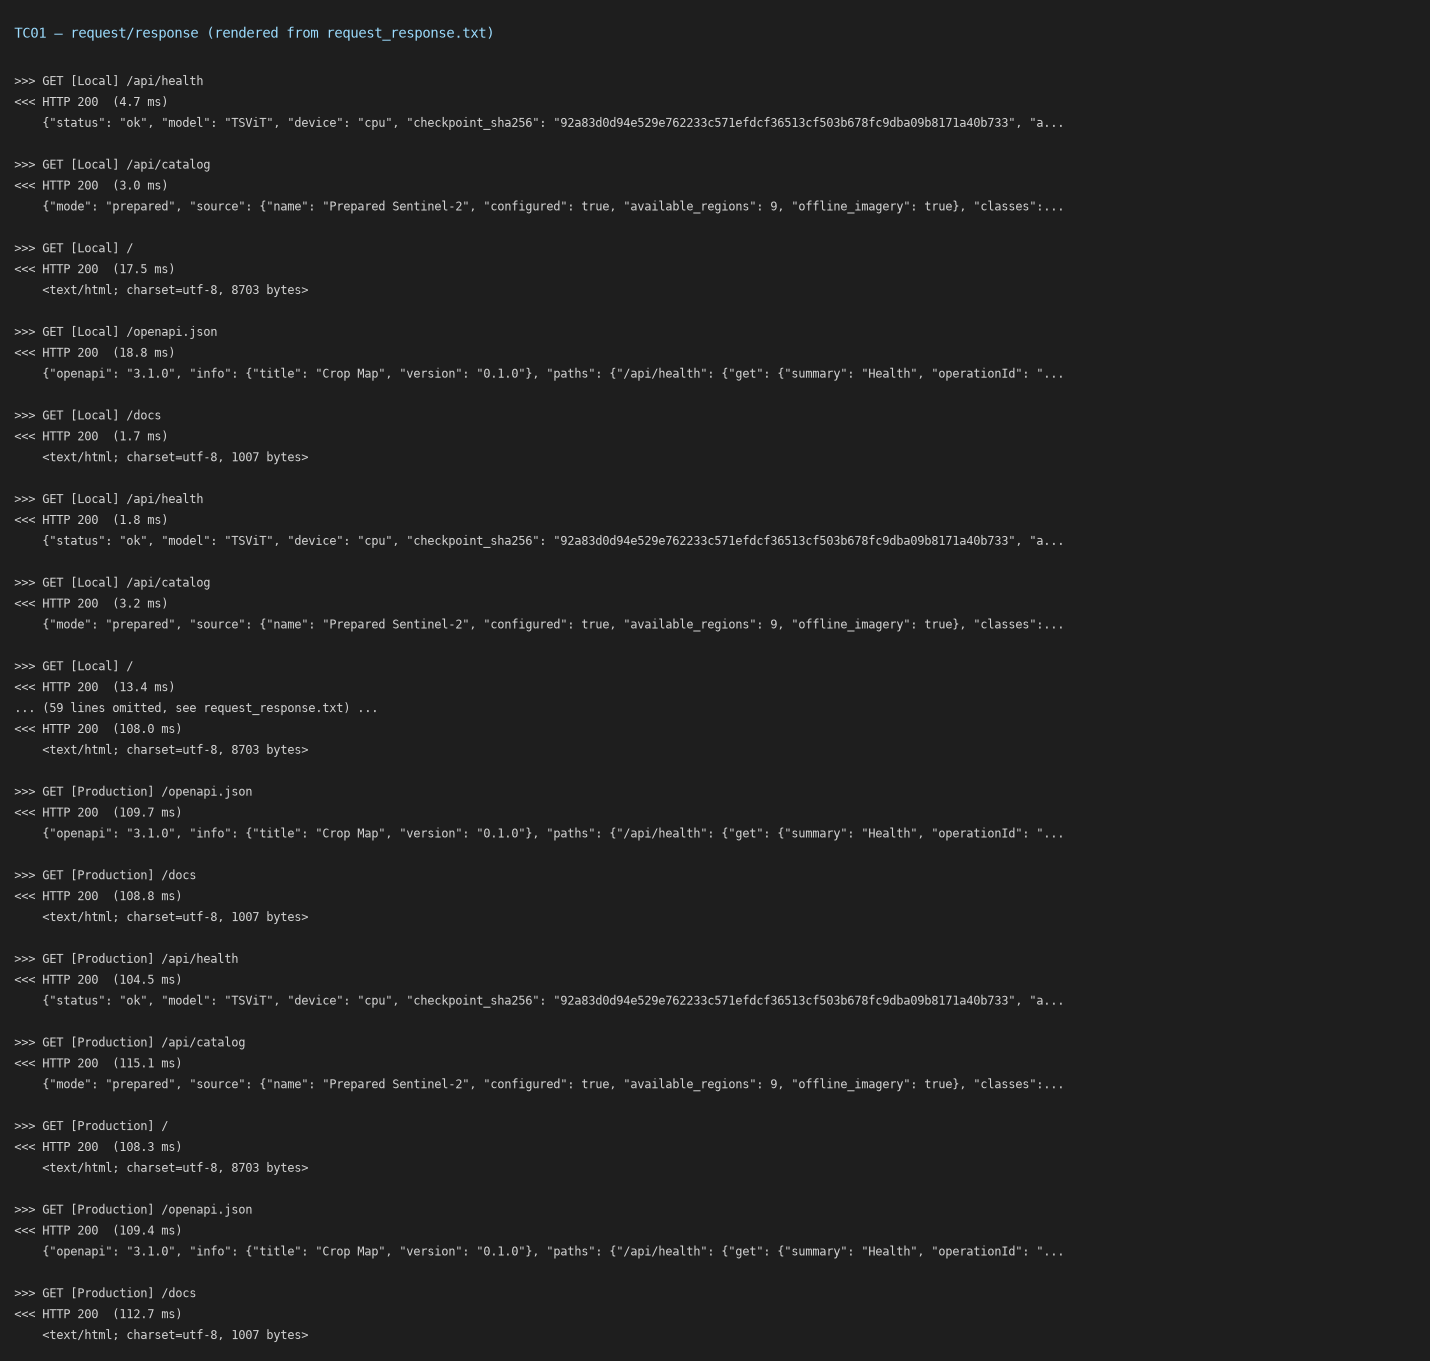 TC01 — request/response (rendered from request_response.txt)
>>> GET [Local] /api/health
<<< HTTP 200  (4.7 ms)
    {"status": "ok", "model": "TSViT", "device": "cpu", "checkpoint_sha256": "92a83d0d94e529e762233c571efdcf36513cf503b678fc9dba09b8171a40b733", "a...
>>> GET [Local] /api/catalog
<<< HTTP 200  (3.0 ms)
    {"mode": "prepared", "source": {"name": "Prepared Sentinel-2", "configured": true, "available_regions": 9, "offline_imagery": true}, "classes":...
>>> GET [Local] /
<<< HTTP 200  (17.5 ms)
    <text/html; charset=utf-8, 8703 bytes>
>>> GET [Local] /openapi.json
<<< HTTP 200  (18.8 ms)
    {"openapi": "3.1.0", "info": {"title": "Crop Map", "version": "0.1.0"}, "paths": {"/api/health": {"get": {"summary": "Health", "operationId": "...
>>> GET [Local] /docs
<<< HTTP 200  (1.7 ms)
    <text/html; charset=utf-8, 1007 bytes>
>>> GET [Local] /api/health
<<< HTTP 200  (1.8 ms)
    {"status": "ok", "model": "TSViT", "device": "cpu", "checkpoint_sha256": "92a83d0d94e529e762233c571efdcf36513cf503b678fc9dba09b8171a40b733", "a...
>>> GET [Local] /api/catalog
<<< HTTP 200  (3.2 ms)
    {"mode": "prepared", "source": {"name": "Prepared Sentinel-2", "configured": true, "available_regions": 9, "offline_imagery": true}, "classes":...
>>> GET [Local] /
<<< HTTP 200  (13.4 ms)
... (59 lines omitted, see request_response.txt) ...
<<< HTTP 200  (108.0 ms)
    <text/html; charset=utf-8, 8703 bytes>
>>> GET [Production] /openapi.json
<<< HTTP 200  (109.7 ms)
    {"openapi": "3.1.0", "info": {"title": "Crop Map", "version": "0.1.0"}, "paths": {"/api/health": {"get": {"summary": "Health", "operationId": "...
>>> GET [Production] /docs
<<< HTTP 200  (108.8 ms)
    <text/html; charset=utf-8, 1007 bytes>
>>> GET [Production] /api/health
<<< HTTP 200  (104.5 ms)
    {"status": "ok", "model": "TSViT", "device": "cpu", "checkpoint_sha256": "92a83d0d94e529e762233c571efdcf36513cf503b678fc9dba09b8171a40b733", "a...
>>> GET [Production] /api/catalog
<<< HTTP 200  (115.1 ms)
    {"mode": "prepared", "source": {"name": "Prepared Sentinel-2", "configured": true, "available_regions": 9, "offline_imagery": true}, "classes":...
>>> GET [Production] /
<<< HTTP 200  (108.3 ms)
    <text/html; charset=utf-8, 8703 bytes>
>>> GET [Production] /openapi.json
<<< HTTP 200  (109.4 ms)
    {"openapi": "3.1.0", "info": {"title": "Crop Map", "version": "0.1.0"}, "paths": {"/api/health": {"get": {"summary": "Health", "operationId": "...
>>> GET [Production] /docs
<<< HTTP 200  (112.7 ms)
    <text/html; charset=utf-8, 1007 bytes>